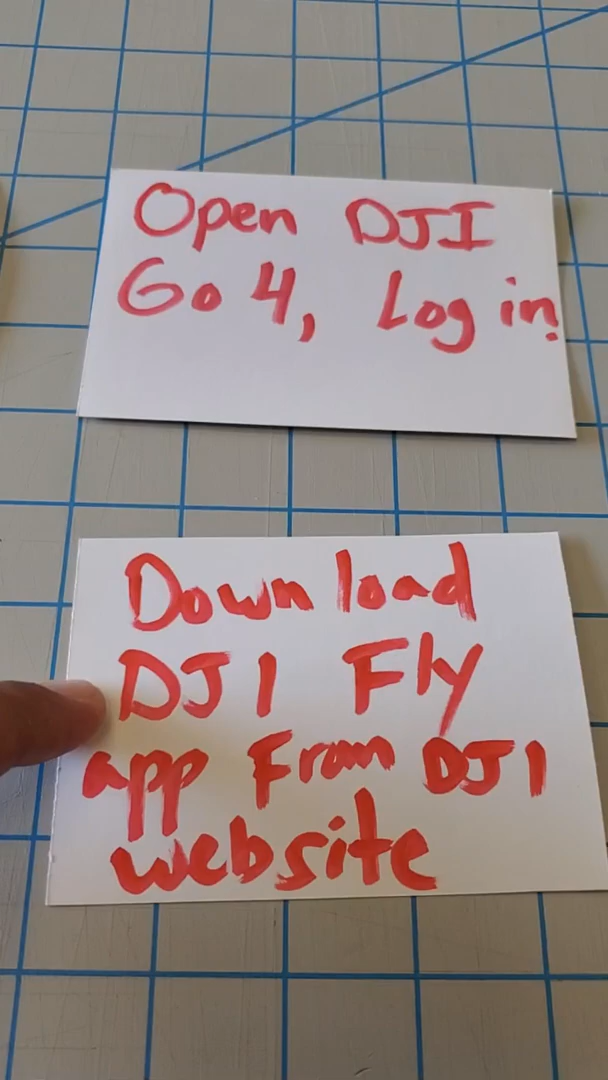 Open DJI
Go 4, Log in.
Download
DJI Fly
app From DJI
website